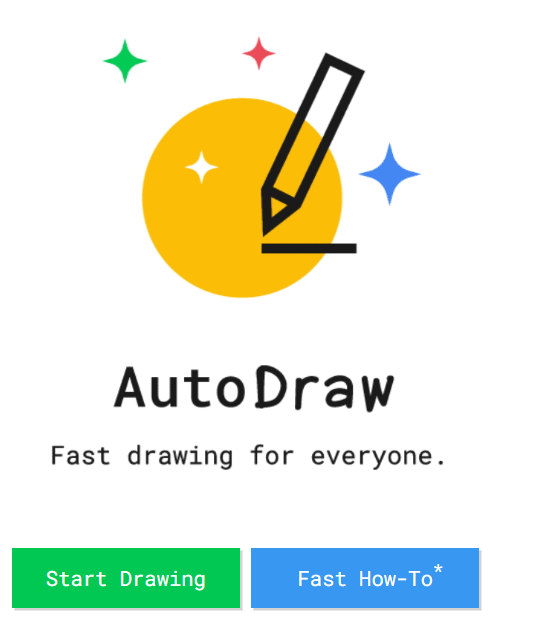 AutoDraw
Fast drawing for everyone.
Start Drawing
Fast How-To*